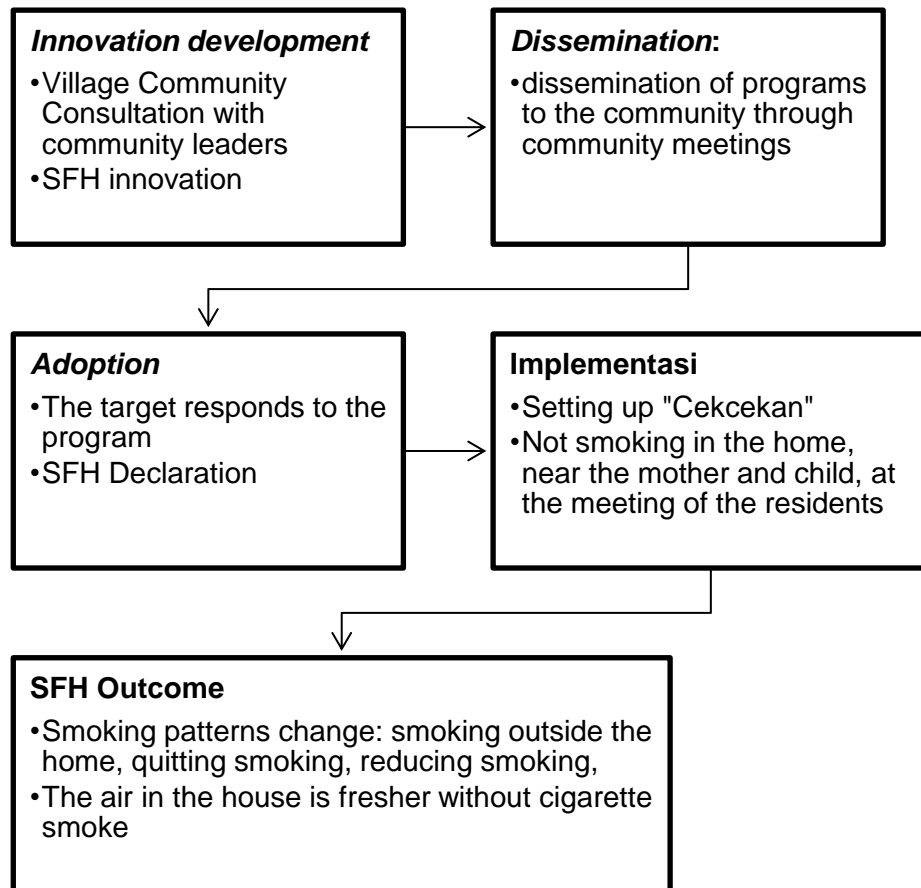 Innovation development
•Village Community
Consultation with
community leaders
•SFH innovation
Dissemination:
•dissemination of programs
to the community through
community meetings
Adoption
•The target responds to the
program
•SFH Declaration
Implementasi
•Setting up "Cekcekan"
•Not smoking in the home,
near the mother and child, at
the meeting of the residents
SFH Outcome
•Smoking patterns change: smoking outside the
home, quitting smoking, reducing smoking,
•The air in the house is fresher without cigarette
smoke